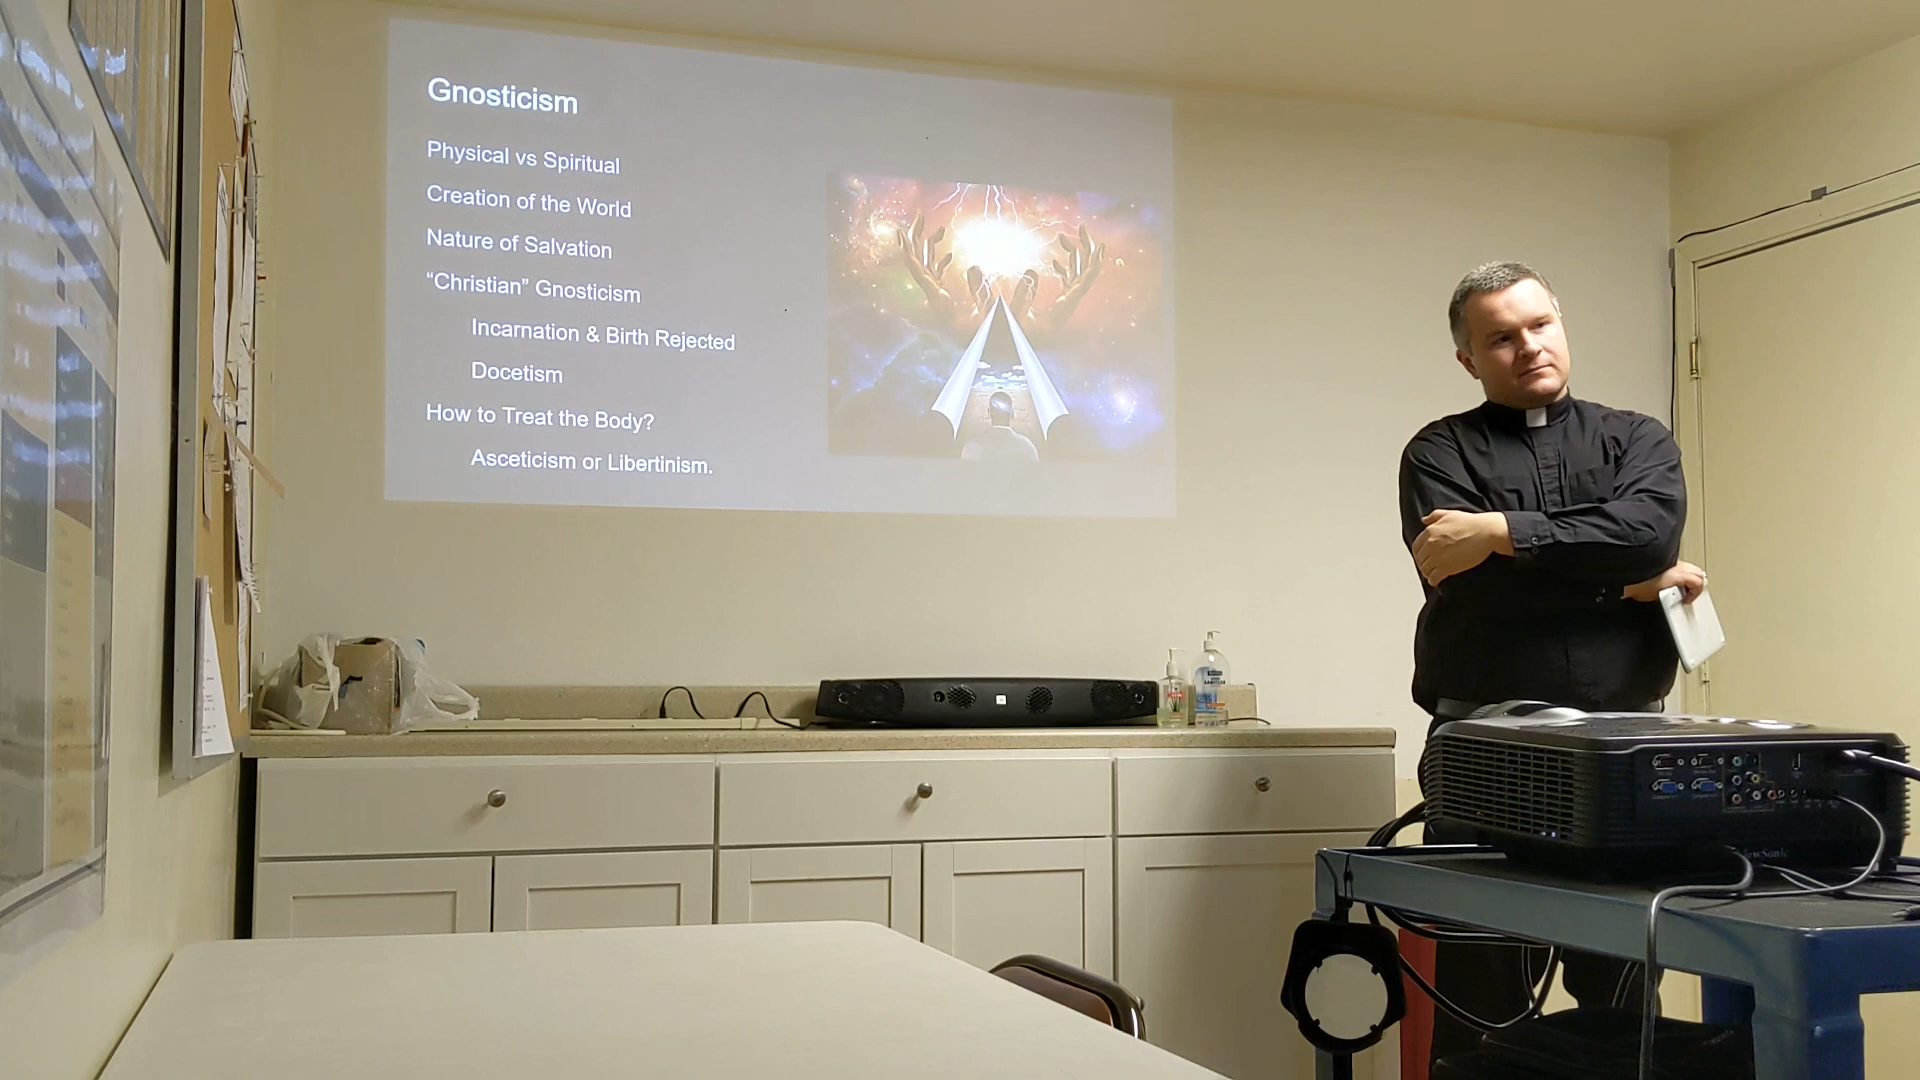 Gnosticism
Physical vs Spiritual
Creation of the World
Nature of Salvation
“Christian” Gnosticism
Incarnation & Birth Rejected
Docetism
How to Treat the Body?
Asceticism or Libertinism.
ViewSonic